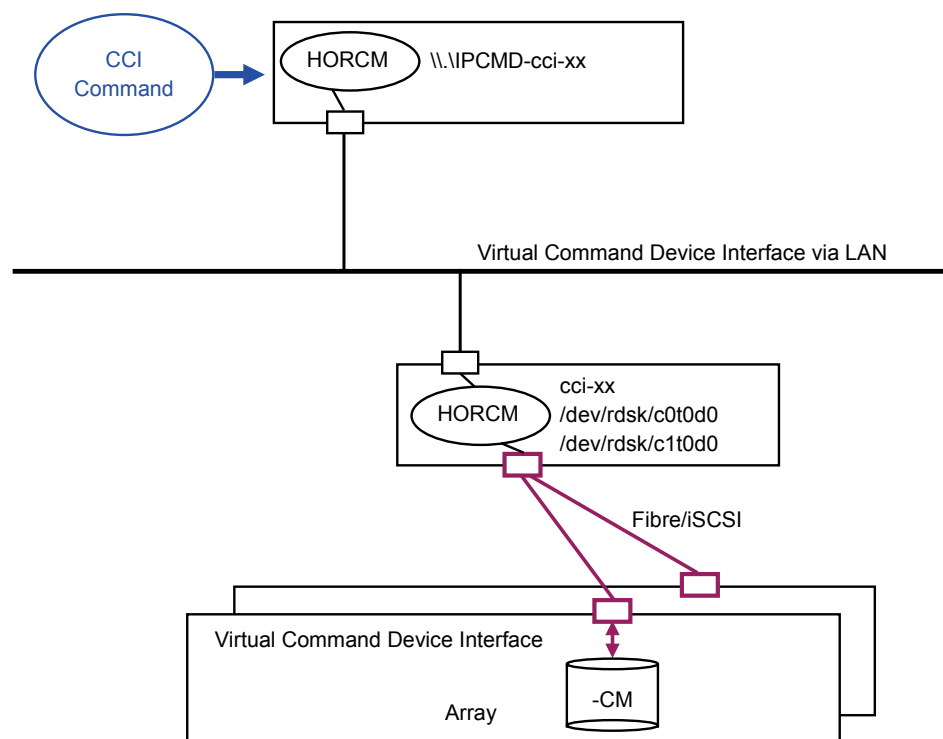 CCI
Command
HORCM
\\.\IPCMD-cci-xx
Virtual Command Device Interface via LAN
HORCM
cci-xx
/dev/rdsk/c0t0d0
/dev/rdsk/c1t0d0
Fibre/iSCSI
Virtual Command Device Interface
-CM
Array